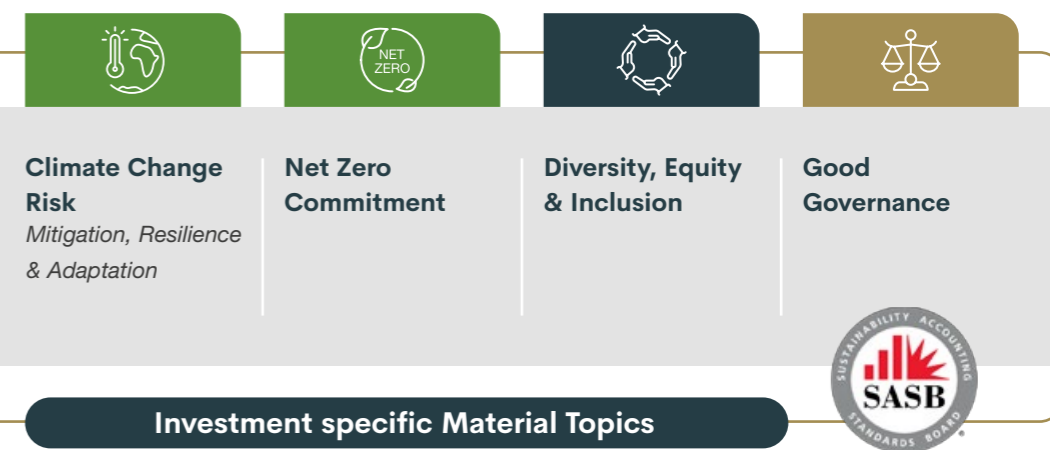 NET
ZERO
Climate Change
Risk
Mitigation, Resilience
& Adaptation
Net Zero
Commitment
Diversity, Equity
& Inclusion
Good
Governance
SUSTAINABILITY ACCOUNTING
SASB
STANDARDS BOARD
Investment specific Material Topics